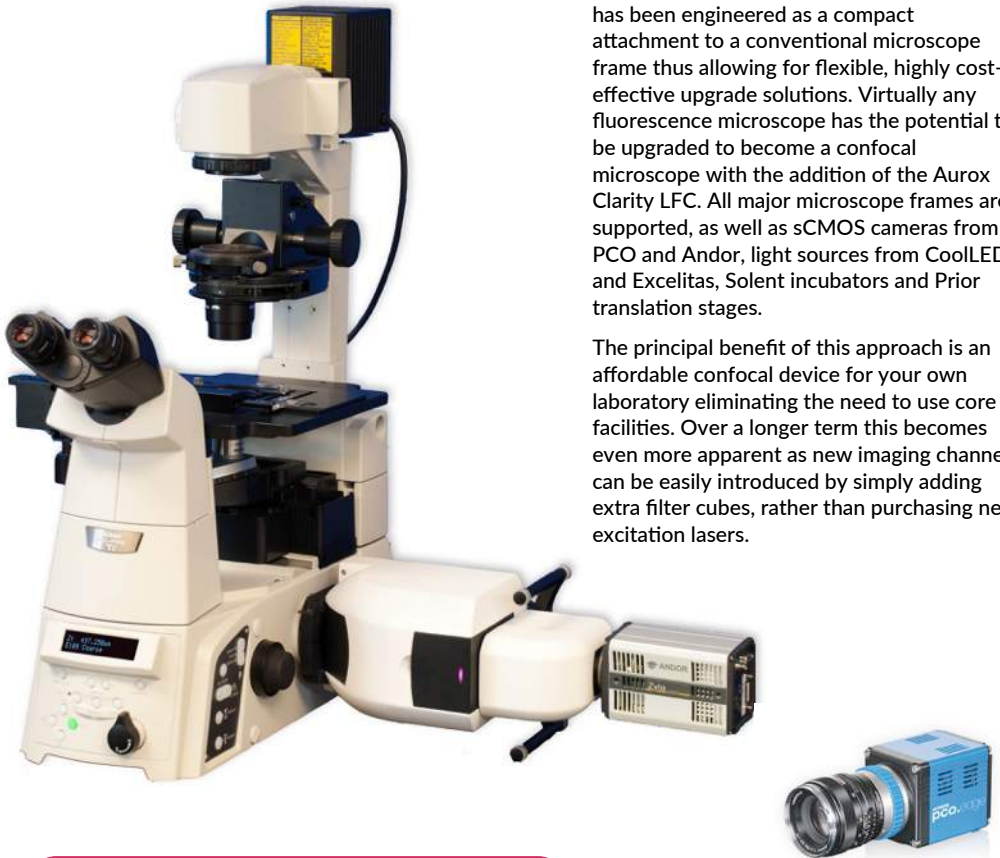 has been engineered as a compact
attachment to a conventional microscope
frame thus allowing for flexible, highly cost-
effective upgrade solutions. Virtually any
fluorescence microscope has the potential t
be upgraded to become a confocal
microscope with the addition of the Aurox
Clarity LFC. All major microscope frames are
supported, as well as sCMOS cameras from
PCO and Andor, light sources from CoolLED
and Excelitas, Solent incubators and Prior
translation stages.
The principal benefit of this approach is an
affordable confocal device for your own
laboratory eliminating the need to use core
facilities. Over a longer term this becomes
even more apparent as new imaging channe
can be easily introduced by simply adding
extra filter cubes, rather than purchasing ne
excitation lasers.
ANDOR
Zyla
pco.edge